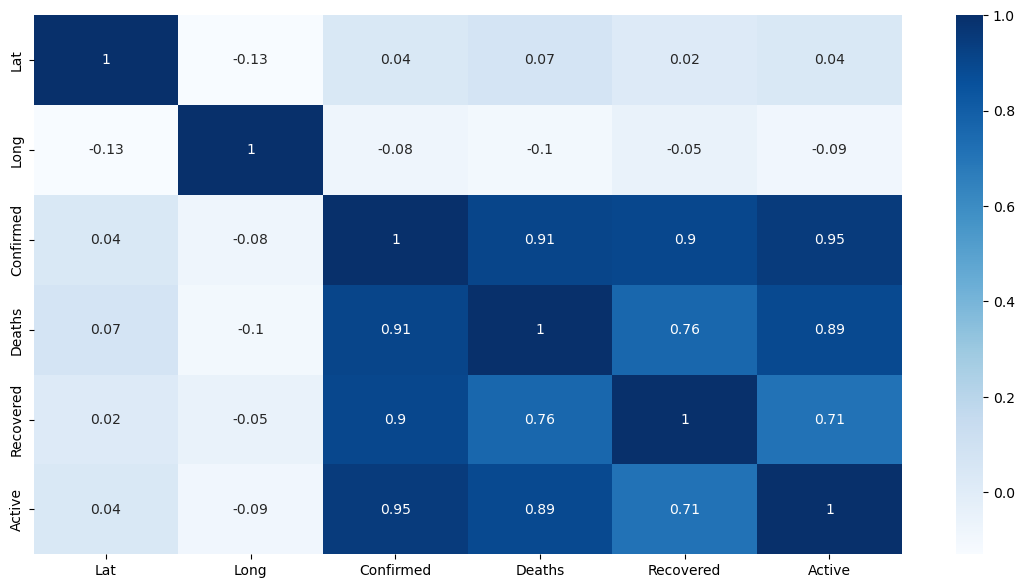 Lat 1 -0.13 0.04 0.07 0.02 0.04
Long -0.13 1 -0.08 -0.1 -0.05 -0.09
Confirmed 0.04 -0.08 1 0.91 0.9 0.95
Deaths 0.07 -0.1 0.91 1 0.76 0.89
Recovered 0.02 -0.05 0.9 0.76 1 0.71
Active 0.04 -0.09 0.95 0.89 0.71 1
Lat Long Confirmed Deaths Recovered Active
1.0
0.8
0.6
0.4
0.2
0.0